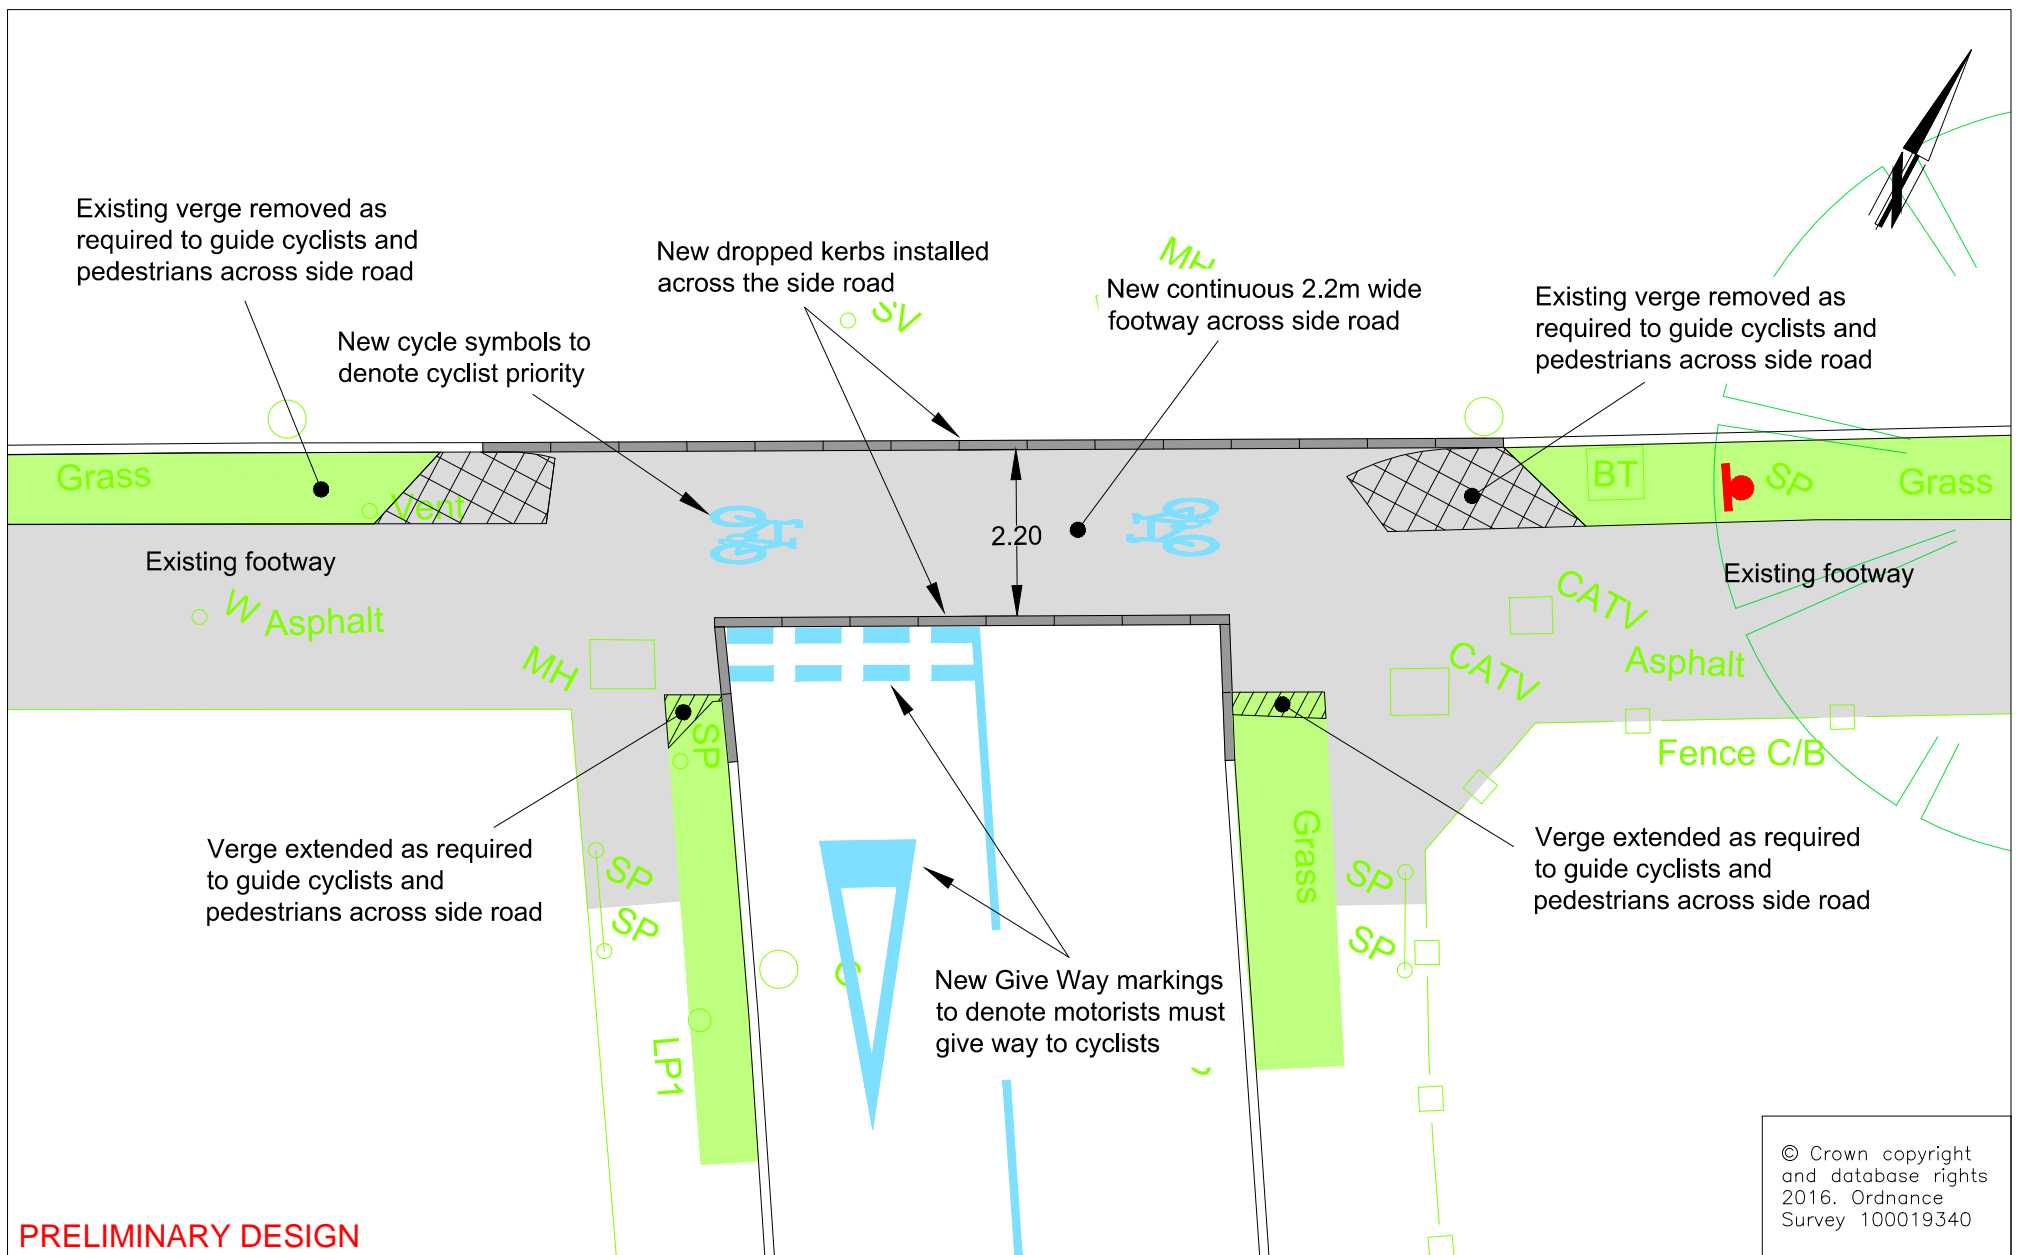 Existing verge removed as
required to guide cyclists and
pedestrians across side road
New cycle symbols to
denote cyclist priority
New dropped kerbs installed
across the side road
MH
SV
New continuous 2.2m wide
footway across side road
Existing verge removed as
required to guide cyclists and
pedestrians across side road
N
Grass
Vent
BT
SP
Grass
2.20
Existing footway
Existing footway
W
Asphalt
MH
CATV
CATV
Asphalt
SP
Fence C/B
Verge extended as required
to guide cyclists and
pedestrians across side road
SP
SP
Grass
SP
SP
Verge extended as required
to guide cyclists and
pedestrians across side road
New Give Way markings
to denote motorists must
give way to cyclists
LP1
© Crown copyright
and database rights
2016. Ordnance
Survey 100019340
PRELIMINARY DESIGN